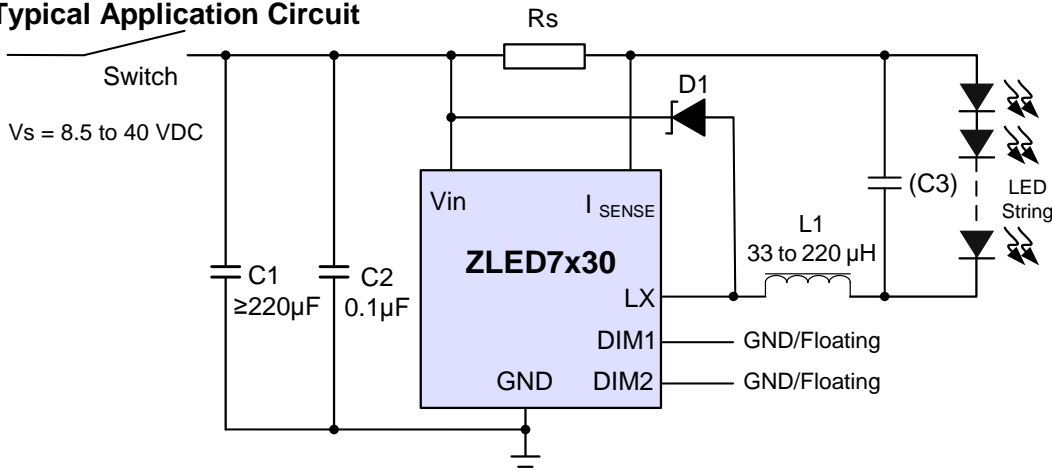 Typical Application Circuit
Rs
Switch
D1
Vs = 8.5 to 40 VDC
Vin
I SENSE
(C3)
LED
String
L1
33 to 220 µH
ZLED7x30
C1
≥220µF
C2
0.1µF
LX
DIM1
GND/Floating
GND
DIM2
GND/Floating